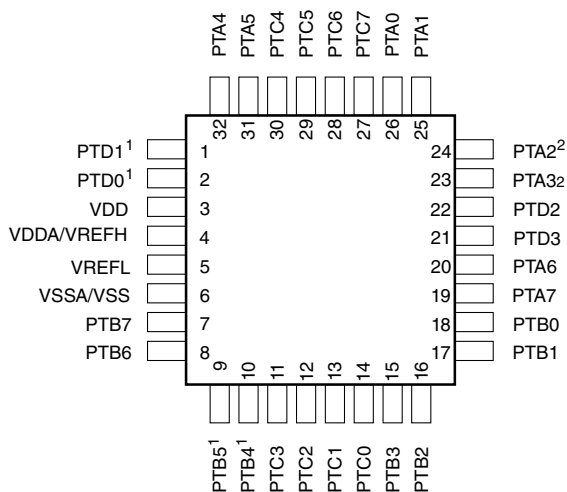 PTA4
PTA5
PTC4
PTC5
PTC6
PTC7
PTA0
PTA1
32
31
30
29
28
27
26
25
PTD1¹ 1
PTD0¹ 2
VDD 3
VDDA/VREFH 4
VREFL 5
VSSA/VSS 6
PTB7 7
PTB6 8
24 PTA2²
23 PTA32
22 PTD2
21 PTD3
20 PTA6
19 PTA7
18 PTB0
17 PTB1
9
10
11
12
13
14
15
16
PTB5¹
PTB4¹
PTC3
PTC2
PTC1
PTC0
PTB3
PTB2